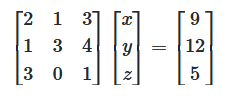 [2 1 3] [x] [9]
[1 3 4] [y] = [12]
[3 0 1] [z] [5]